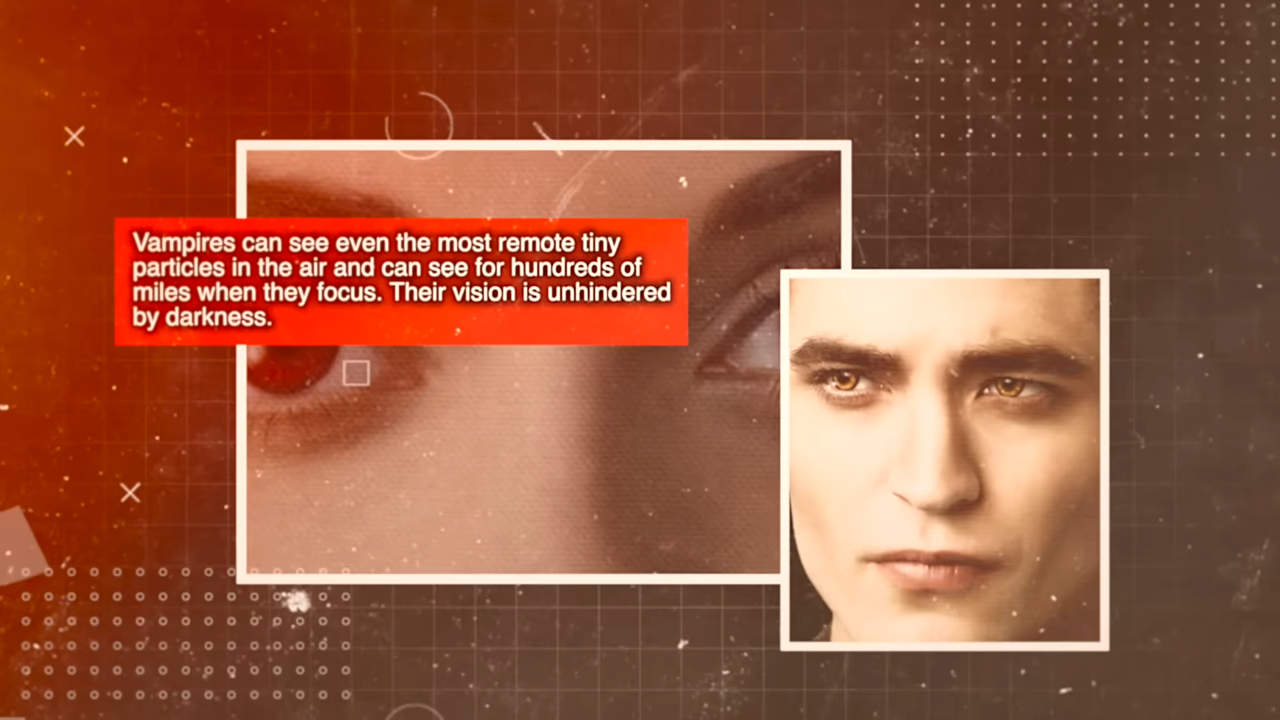 Vampires can see even the most remote tiny
particles in the air and can see for hundreds of
miles when they focus. Their vision is unhindered
by darkness.